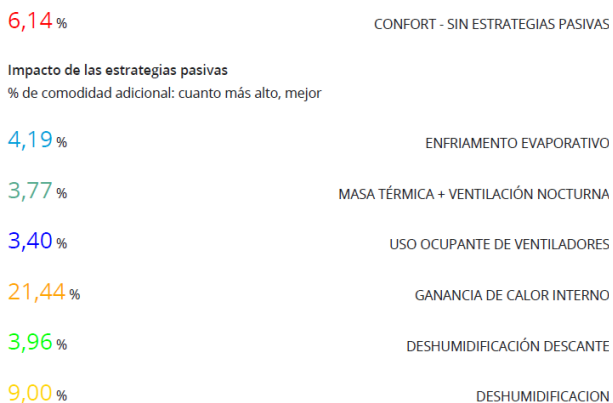 6,14 % CONFORT - SIN ESTRATEGIAS PASIVAS
Impacto de las estrategias pasivas
% de comodidad adicional: cuanto más alto, mejor
4,19 % ENFRIAMENTO EVAPORATIVO
3,77 % MASA TÉRMICA + VENTILACIÓN NOCTURNA
3,40 % USO OCUPANTE DE VENTILADORES
21,44 % GANANCIA DE CALOR INTERNO
3,96 % DESHUMIDIFICACIÓN DESCANTE
9,00 % DESHUMIDIFICACION